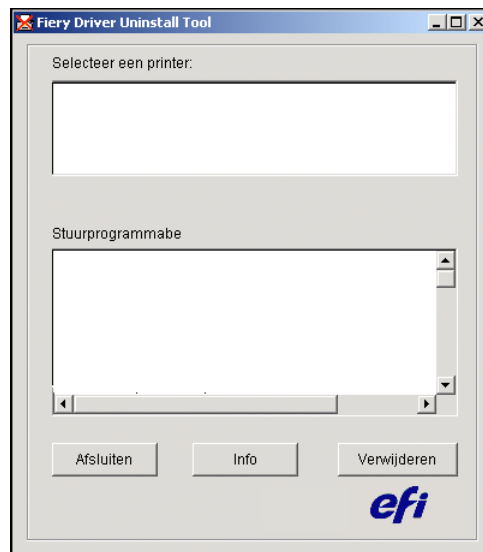 Fiery Driver Uninstall Tool
Selecteer een printer:
Stuurprogrammabe
Afsluiten Info Verwijderen
efi